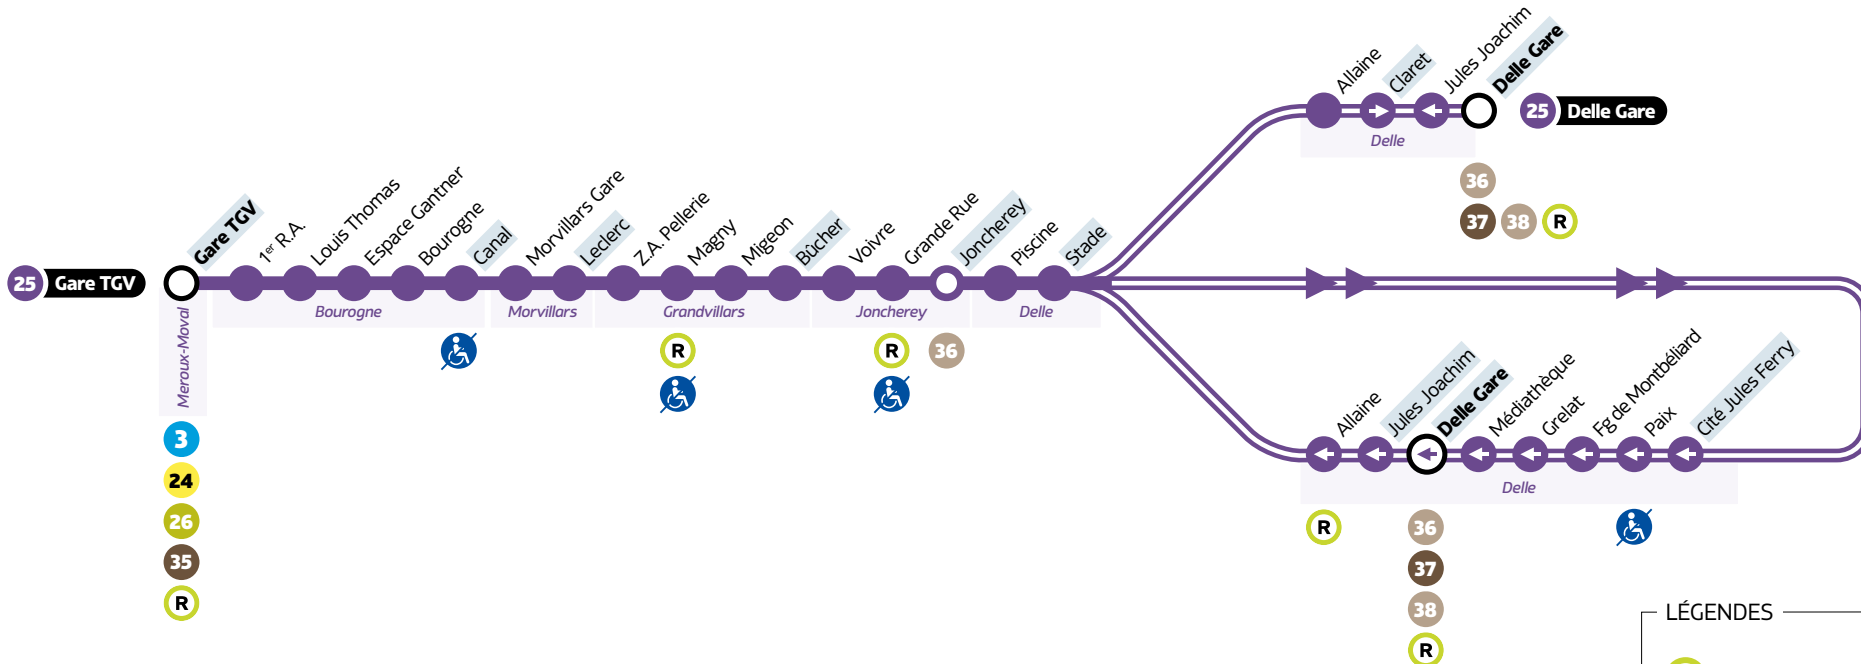 25 Gare TGV
Gare TGV
1er R.A.
Louis Thomas
Espace Gantner
Bourogne
Canal
Morvillars Gare
Leclerc
Z.A. Pellerie
Magny
Migeon
Bûcher
Voivre
Grande Rue
Joncherey
Piscine
Stade
Meroux-Moval
Bourogne
Morvillars
Grandvillars
Joncherey
Delle
3
24
26
35
R
R
R
36
Allaine
Claret
Jules Joachim
Delle Gare
25 Delle Gare
Delle
36
37 38 R
Allaine
Jules Joachim
Delle Gare
Médiathèque
Grelat
Fg de Montbéliard
Paix
Cité Jules Ferry
Delle
R
36
37
38
R
LÉGENDES